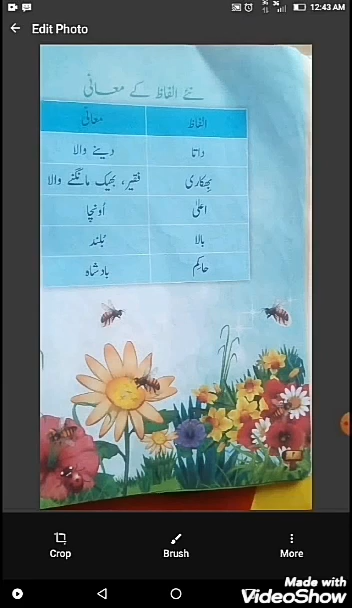 12:43 AM
Edit Photo
نئے الفاظ کے معانی
الفاظ معانی
داتا دینے والا
بھکاری فقیر، بھیک مانگنے والا
اعلیٰ اُونچا
بالا بُلند
حاکِم بادشاہ
Crop Brush More
Made with
VideoShow